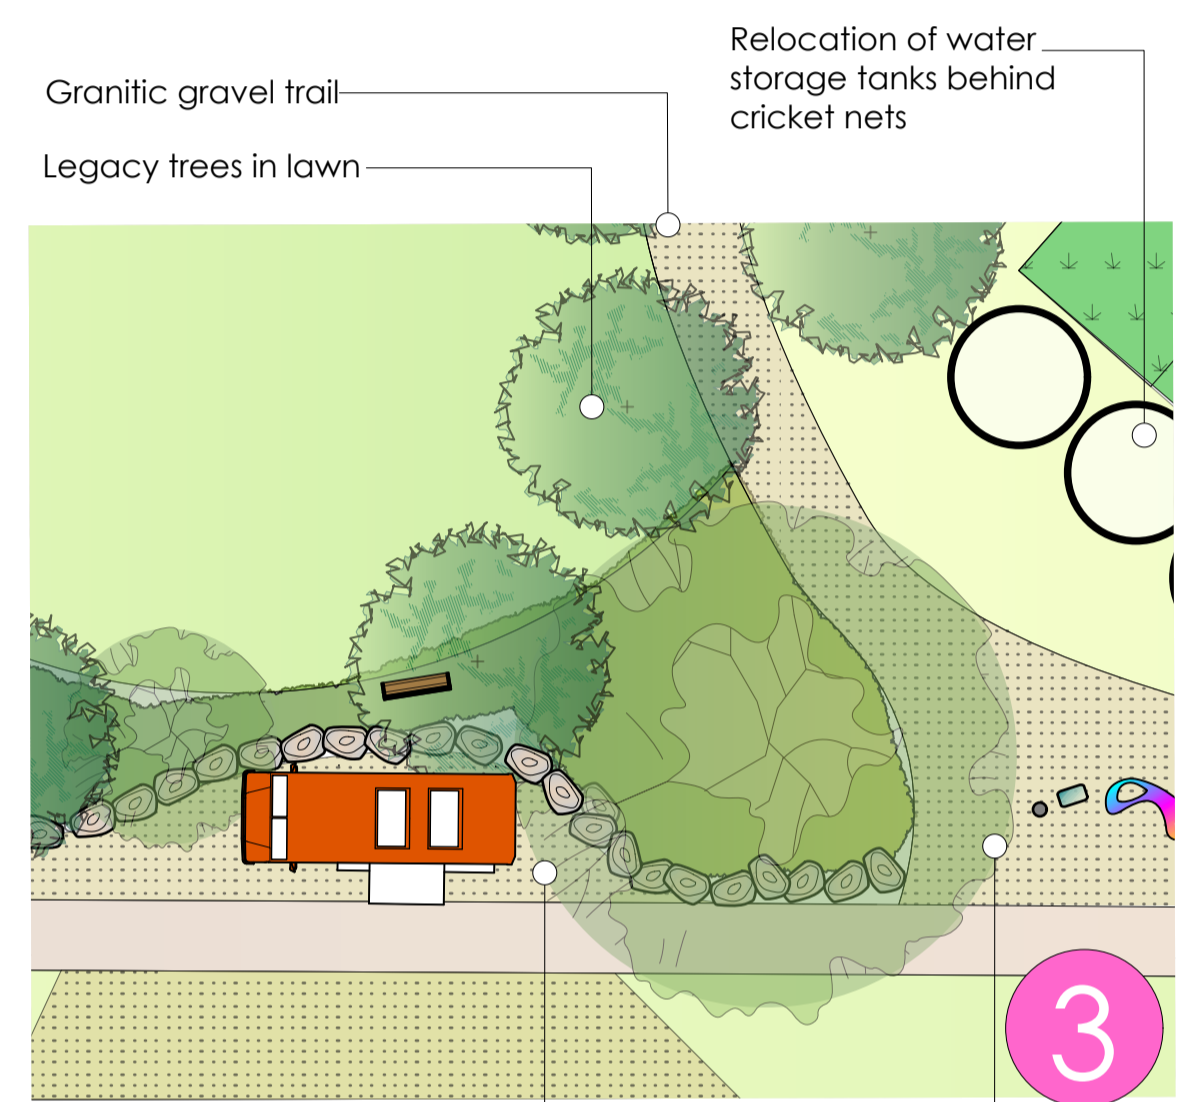 Relocation of water
storage tanks behind
cricket nets
Granitic gravel trail
Legacy trees in lawn
3